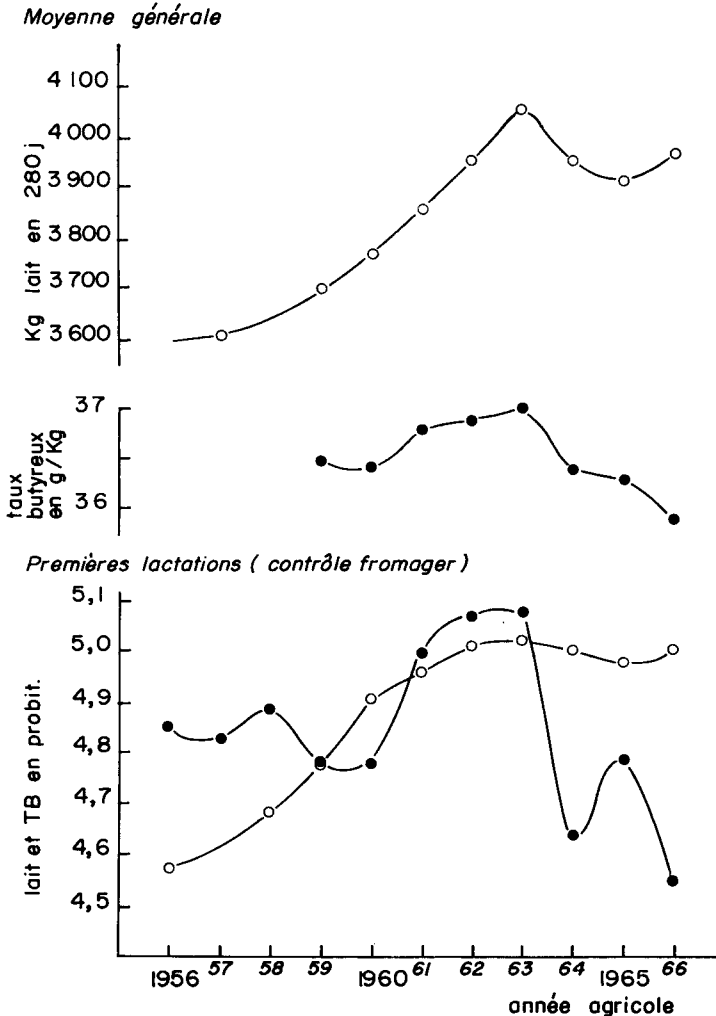 Moyenne générale
Kg lait en 280j
4 100
4 000
3 900
3 800
3 700
3 600
taux
butyreux
en g/Kg
37
36
Premières lactations ( contrôle fromager)
lait et TB en probit.
5,1
5,0
4,9
4,8
4,7
4,6
4,5
1956 57 58 59 1960 61 62 63 64 1965 66
année agricole